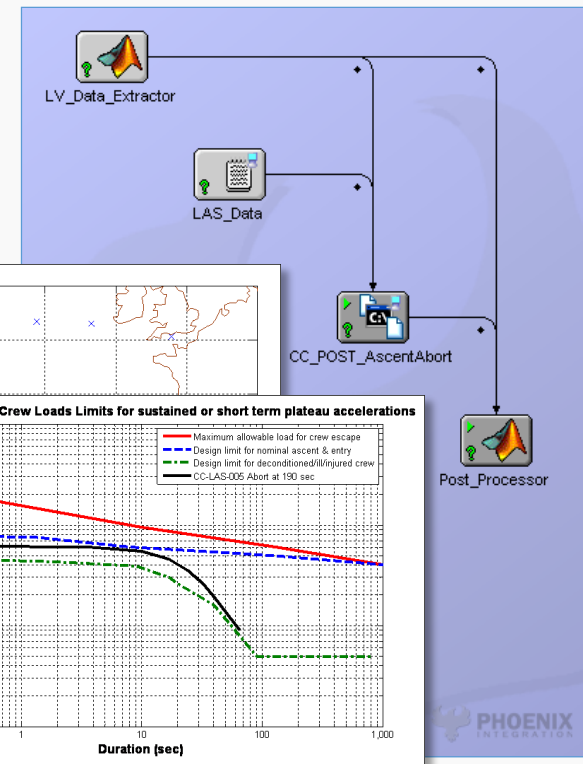 LV_Data_Extractor
LAS_Data
C:\
CC_POST_AscentAbort
Post_Processor
Crew Loads Limits for sustained or short term plateau accelerations
Maximum allowable load for crew escape
Design limit for nominal ascent & entry
Design limit for deconditioned/ill/injured crew
CC-LAS-005 Abort at 190 sec
1
10
100
1,000
Duration (sec)
PHOENIX
INTEGRATION